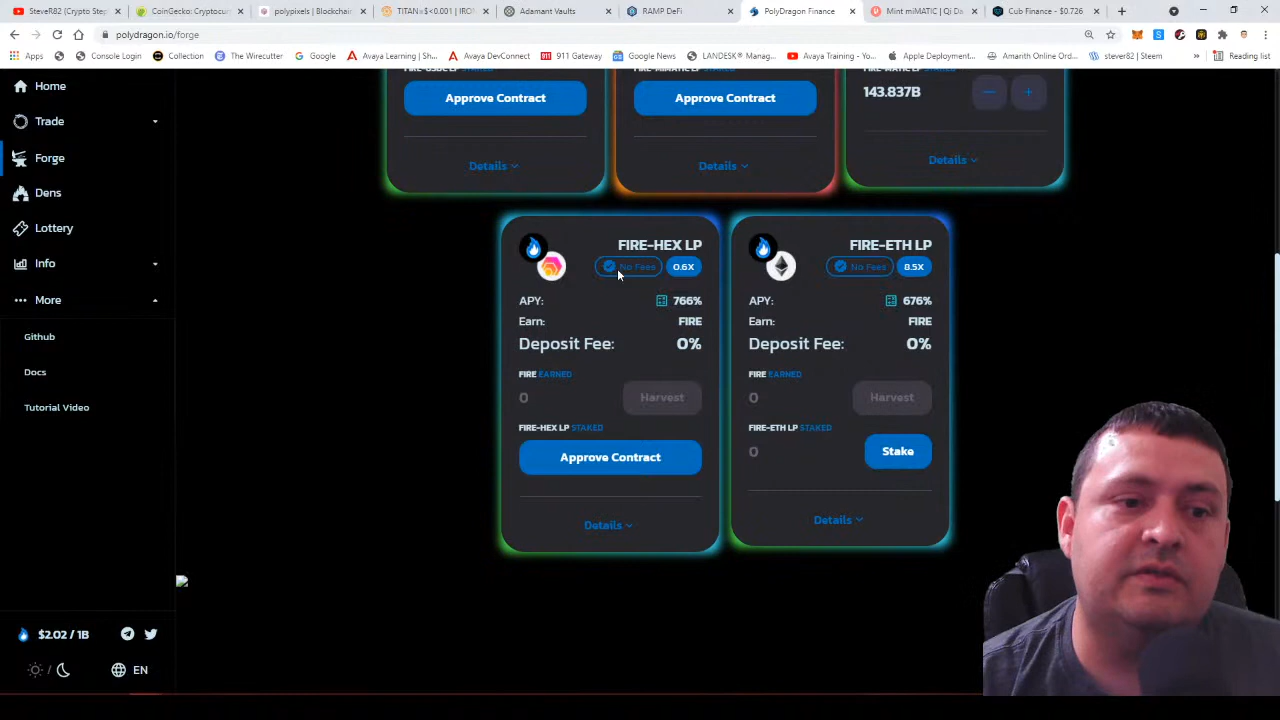 SteveR82 (Crypto Step
CoinGecko: Cryptocur
polypixels | Blockchain
TITAN≈$<0.001 | IRON
Adamant Vaults
RAMP DeFi
PolyDragon Finance
Mint miMATIC | Qi Da
Cub Finance - $0.726
polydragon.io/forge
Apps
Console Login
Collection
The Wirecutter
Google
Avaya Learning | Sh...
Avaya DevConnect
911 Gateway
Google News
LANDESK® Manag...
Avaya Training - You...
Apple Deployment...
Amarith Online Ord...
stever82 | Steem
»
Reading list
Home
Trade
Forge
Dens
Lottery
Info
More
Github
Docs
Tutorial Video
$2.02 / 1B
/
EN
Approve Contract
Details
Approve Contract
Details
FIRE-MATIC LP STAKED
143.837B
Details
FIRE-HEX LP
No Fees
0.6X
APY:
766%
Earn:
FIRE
Deposit Fee:
0%
FIRE EARNED
0
Harvest
FIRE-HEX LP STAKED
Approve Contract
Details
FIRE-ETH LP
No Fees
8.5X
APY:
676%
Earn:
FIRE
Deposit Fee:
0%
FIRE EARNED
0
Harvest
FIRE-ETH LP STAKED
0
Stake
Details